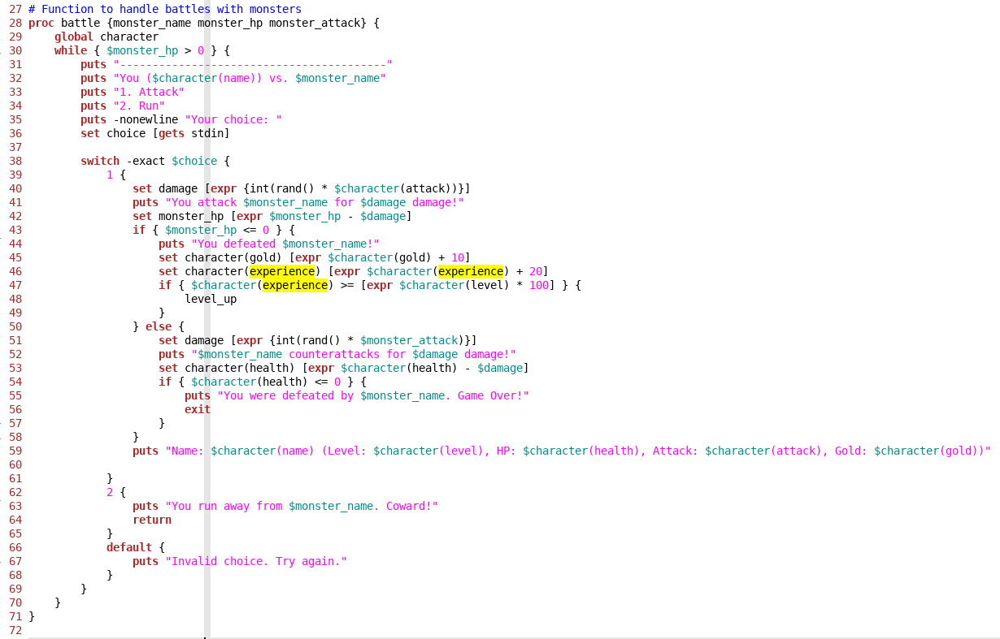 27 # Function to handle battles with monsters
28 proc battle {monster_name monster_hp monster_attack} {
29     global character
30     while { $monster_hp > 0 } {
31         puts "-----------------------------------------"
32         puts "You ($character(name)) vs. $monster_name"
33         puts "1. Attack"
34         puts "2. Run"
35         puts -nonewline "Your choice: "
36         set choice [gets stdin]
37
38         switch -exact $choice {
39             1 {
40                 set damage [expr {int(rand() * $character(attack))}]
41                 puts "You attack $monster_name for $damage damage!"
42                 set monster_hp [expr $monster_hp - $damage]
43                 if { $monster_hp <= 0 } {
44                     puts "You defeated $monster_name!"
45                     set character(gold) [expr $character(gold) + 10]
46                     set character(experience) [expr $character(experience) + 20]
47                     if { $character(experience) >= [expr $character(level) * 100] } {
48                         level_up
49                     }
50                 } else {
51                     set damage [expr {int(rand() * $monster_attack)}]
52                     puts "$monster_name counterattacks for $damage damage!"
53                     set character(health) [expr $character(health) - $damage]
54                     if { $character(health) <= 0 } {
55                         puts "You were defeated by $monster_name. Game Over!"
56                         exit
57                     }
58                 }
59                 puts "Name: $character(name) (Level: $character(level), HP: $character(health), Attack: $character(attack), Gold: $character(gold))"
60
61             }
62             2 {
63                 puts "You run away from $monster_name. Coward!"
64                 return
65             }
66             default {
67                 puts "Invalid choice. Try again."
68             }
69         }
70     }
71 }
72